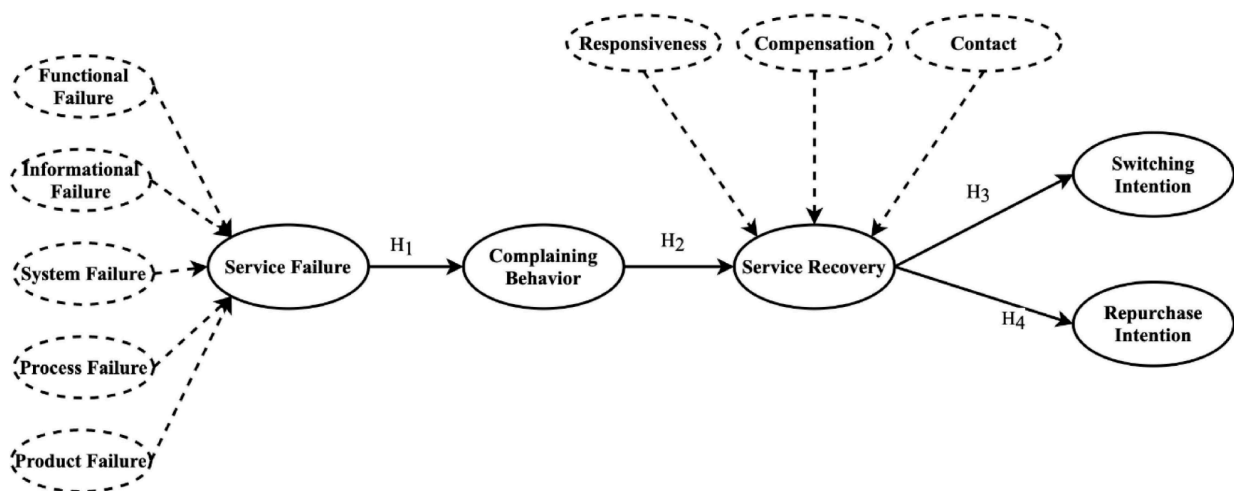 Responsiveness
Compensation
Contact
Functional
Failure
Informational
Failure
System Failure
Process Failure
Product Failure
Service Failure
H1
Complaining
Behavior
H2
Service Recovery
H3
Switching
Intention
H4
Repurchase
Intention